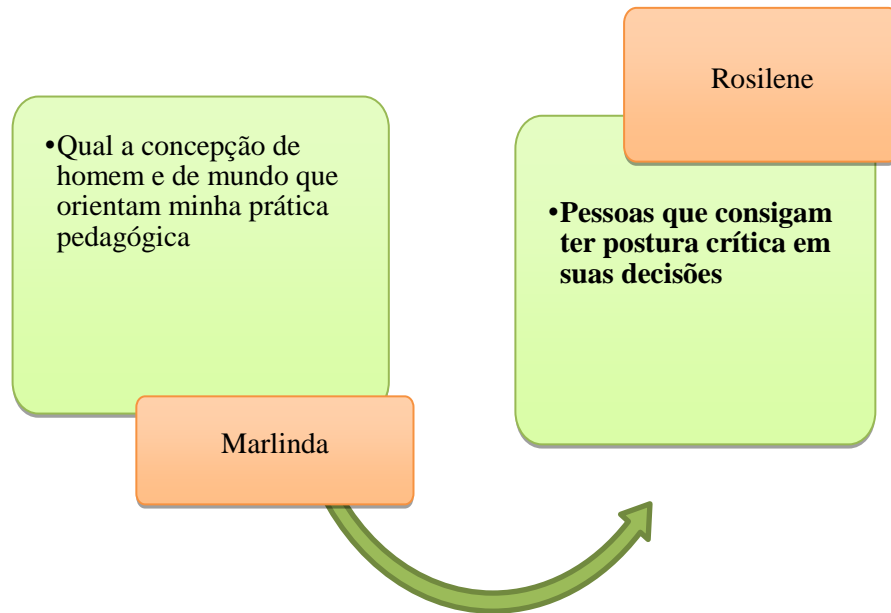 •Qual a concepção de
homem e de mundo que
orientam minha prática
pedagógica
Marlinda
Rosilene
•Pessoas que consigam
ter postura crítica em
suas decisões